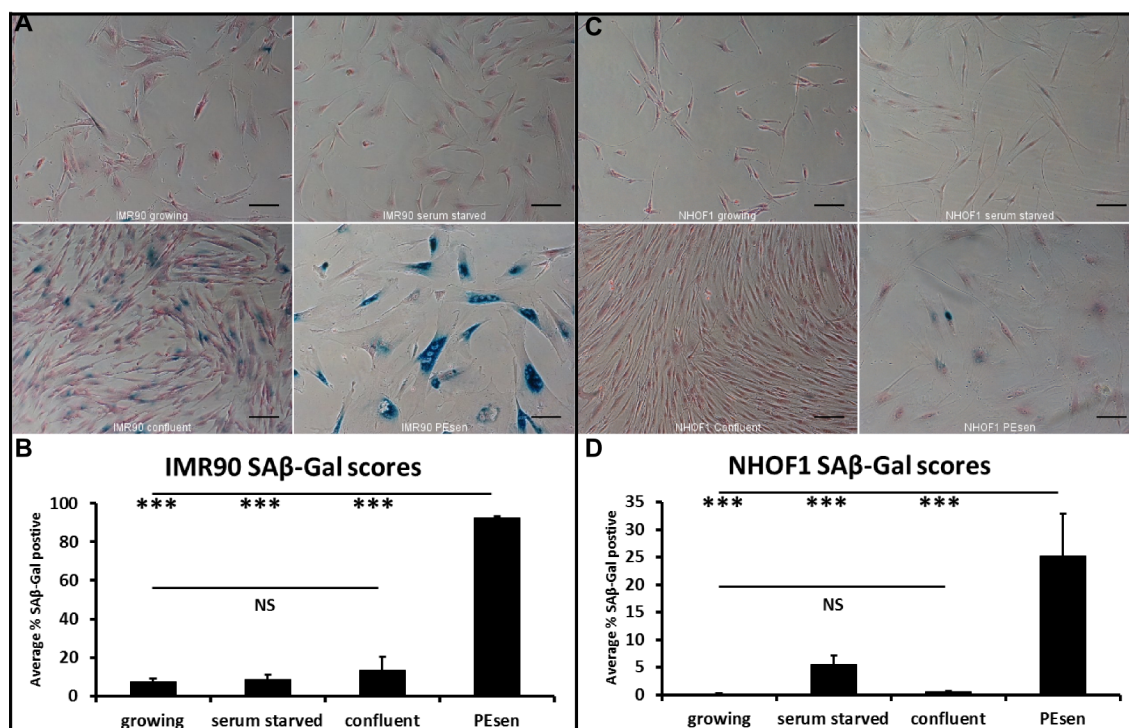 A
IMR90 growing
IMR90 serum starved
IMR90 confluent
IMR90 PEsen
C
NHOF1 growing
NHOF1 serum starved
NHOF1 Confluent
NHOF1 PEsen
B
IMR90 SAβ-Gal scores
Average % SAβ-Gal postive
100
80
60
40
20
0
*** *** ***
NS
growing serum starved confluent PEsen
D
NHOF1 SAβ-Gal scores
Average % SAβ-Gal positive
35
30
25
20
15
10
5
0
*** *** ***
NS
growing serum starved confluent PEsen